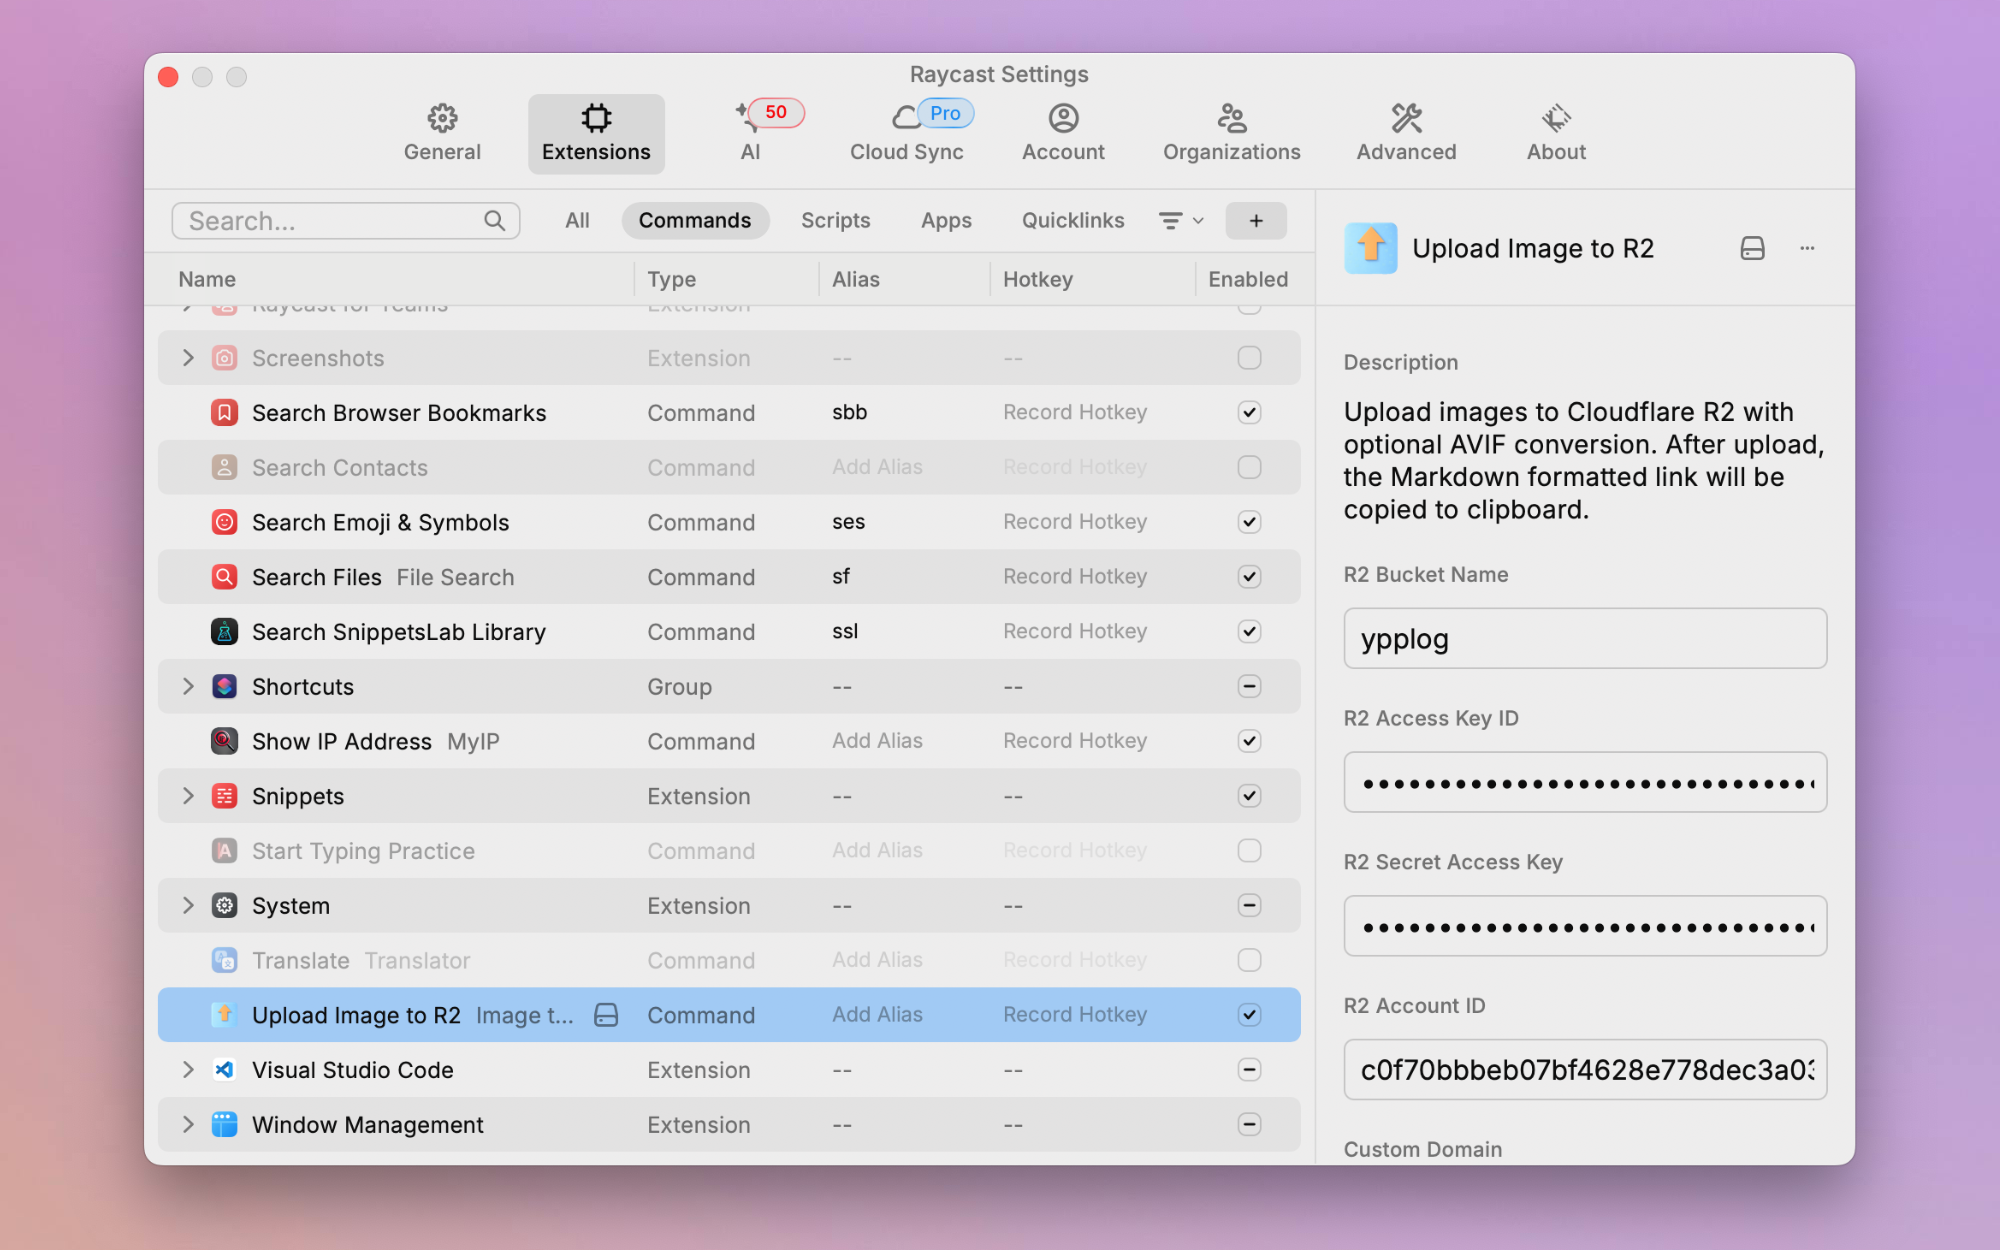 Raycast Settings
General
Extensions
50
AI
Pro
Cloud Sync
Account
Organizations
Advanced
About
Search...
All
Commands
Scripts
Apps
Quicklinks
+
Name Type Alias Hotkey Enabled
Raycast for Teams Extension
Screenshots Extension -- --
Search Browser Bookmarks Command sbb Record Hotkey
Search Contacts Command Add Alias Record Hotkey
Search Emoji & Symbols Command ses Record Hotkey
Search Files File Search Command sf Record Hotkey
Search SnippetsLab Library Command ssl Record Hotkey
Shortcuts Group -- --
Show IP Address MyIP Command Add Alias Record Hotkey
Snippets Extension -- --
Start Typing Practice Command Add Alias Record Hotkey
System Extension -- --
Translate Translator Command Add Alias Record Hotkey
Upload Image to R2 Image t... Command Add Alias Record Hotkey
Visual Studio Code Extension -- --
Window Management Extension -- --
Upload Image to R2
Description
Upload images to Cloudflare R2 with
optional AVIF conversion. After upload,
the Markdown formatted link will be
copied to clipboard.
R2 Bucket Name
ypplog
R2 Access Key ID
R2 Secret Access Key
R2 Account ID
c0f70bbbeb07bf4628e778dec3a03
Custom Domain